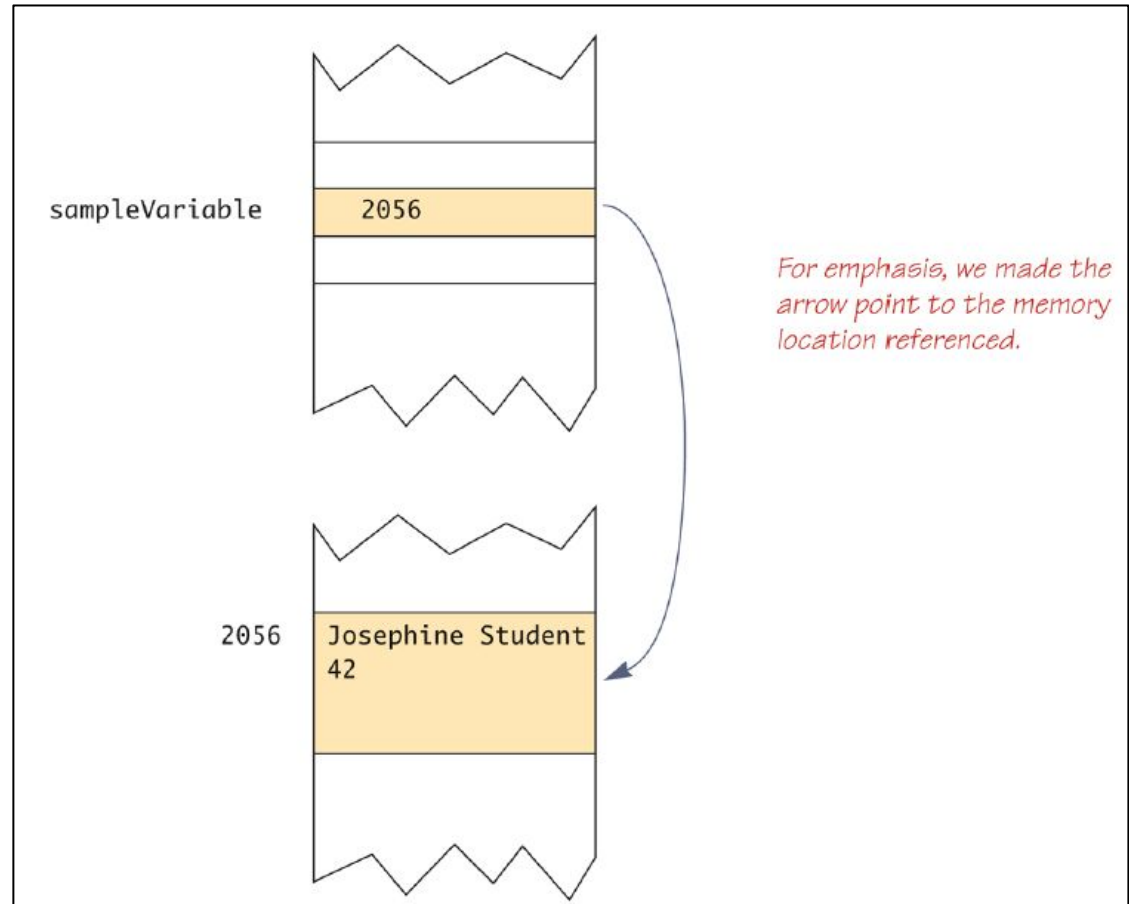 sampleVariable 2056
For emphasis, we made the
arrow point to the memory
location referenced.
2056 Josephine Student
42